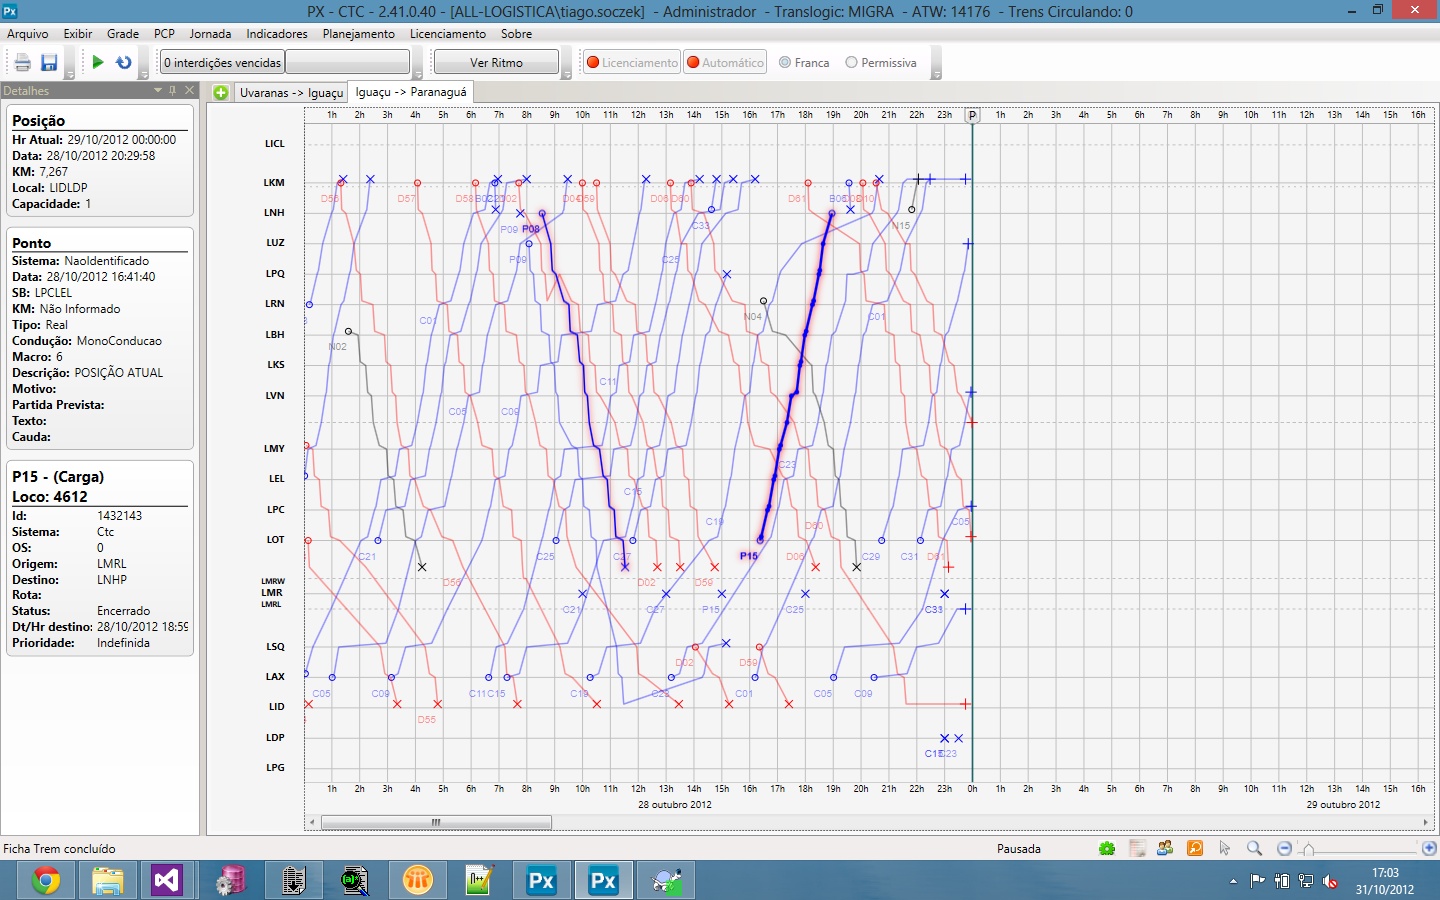 PX - CTC - 2.41.0.40 - [ALL-LOGISTICA\tiago.soczek] - Administrador - Translogic: MIGRA - ATW: 14176 - Trens Circulando: 0
Arquivo Exibir Grade PCP Jornada Indicadores Planejamento Licenciamento Sobre
0 interdições vencidas Ver Ritmo Licenciamento Automático Franca Permissiva
Detalhes
Uvaranas -> Iguaçu Iguaçu -> Paranaguá
Posição
Hr Atual: 29/10/2012 00:00:00
Data: 28/10/2012 20:29:58
KM: 7,267
Local: LIDLDP
Capacidade: 1
Ponto
Sistema: NaoIdentificado
Data: 28/10/2012 16:41:40
SB: LPCLEL
KM: Não Informado
Tipo: Real
Condução: MonoConducao
Macro: 6
Descrição: POSIÇÃO ATUAL
Motivo:
Partida Prevista:
Texto:
Cauda:
P15 - (Carga)
Loco: 4612
Id: 1432143
Sistema: Ctc
OS: 0
Origem: LMRL
Destino: LNHP
Rota:
Status: Encerrado
Dt/Hr destino: 28/10/2012 18:59
Prioridade: Indefinida
1h 2h 3h 4h 5h 6h 7h 8h 9h 10h 11h 12h 13h 14h 15h 16h 17h 18h 19h 20h 21h 22h 23h P 1h 2h 3h 4h 5h 6h 7h 8h 9h 10h 11h 12h 13h 14h 15h 16h
LICL
LKM
D55 D57 D53 D04 D59 D06 D60 D61 B06 D10
LNH
P09 P08 C33 N15
LUZ
P09 C25
LPQ
LRN
C01 N04 C01
LBH
N02
LKS
C11
LVN
C05 C09
LMY
C23
LEL
C15
LPC
C19 D60 C05
LOT
C21 C25 C27 P15 D06 C29 C31 D61
LMRW
D56 D02 D59
LMR
LMRL
C21 C27 P15 C25 C33
LSQ
D02 D59
LAX
C05 C09 C11 C15 C19 C23 C01 C05 C09
LID
D55
LDP
C23
LPG
1h 2h 3h 4h 5h 6h 7h 8h 9h 10h 11h 12h 13h 14h 15h 16h 17h 18h 19h 20h 21h 22h 23h 0h 1h 2h 3h 4h 5h 6h 7h 8h 9h 10h 11h 12h 13h 14h 15h 16h
28 outubro 2012 29 outubro 2012
Ficha Trem concluído Pausada
Px Px
17:03
31/10/2012